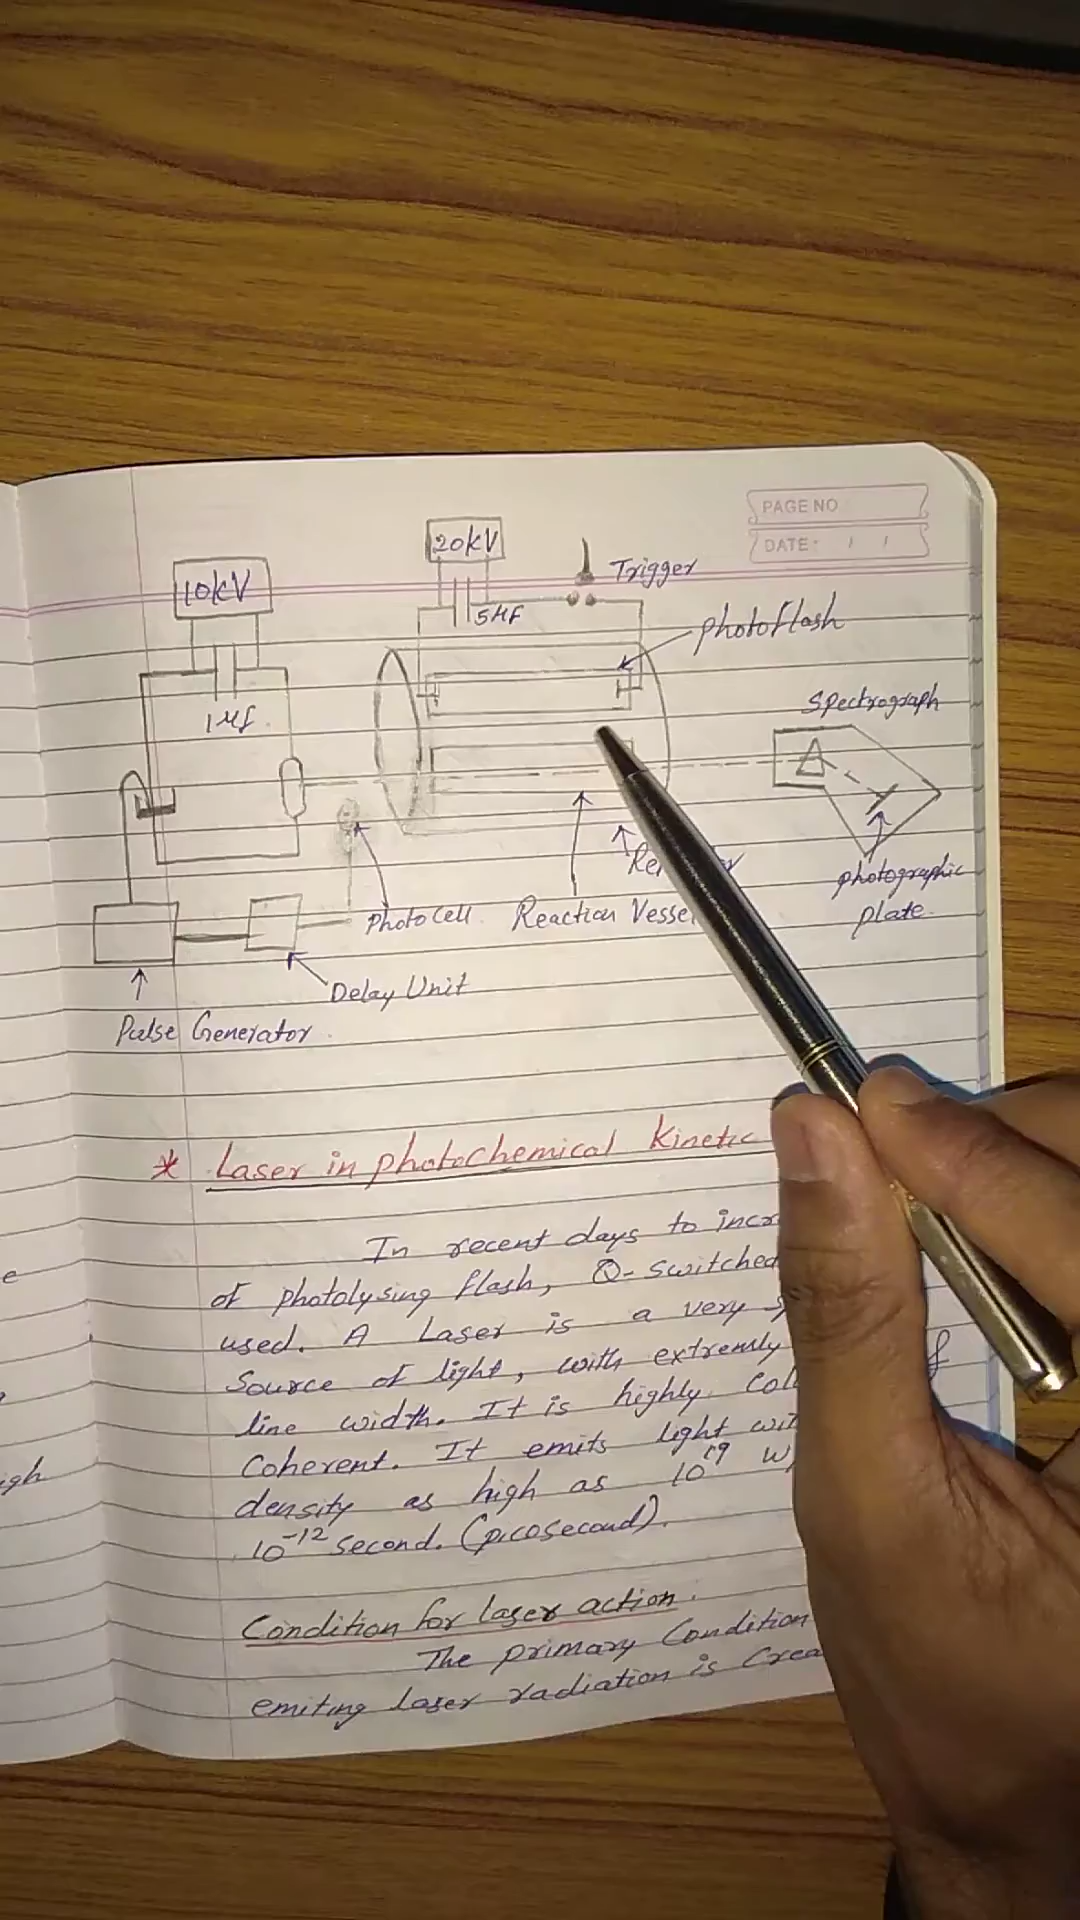 PAGE NO
DATE: / /
10kV
20kV
Trigger
5μF
photoflash
1μf.
Spectrograph
photographic
plate.
Photo Cell.
Reaction Vessel
Delay Unit
Pulse Generator.
* Laser in photochemical kinetic
In recent days to
of photolysing flash, Q-switched
used. A Laser is a very
Source of light, with extremly
line width. It is highly
Coherent. It emits light
density as high as 10^19
10^-12 second. (picosecond).
Condition for laser action.
The primary Condition
emiting laser radiation is